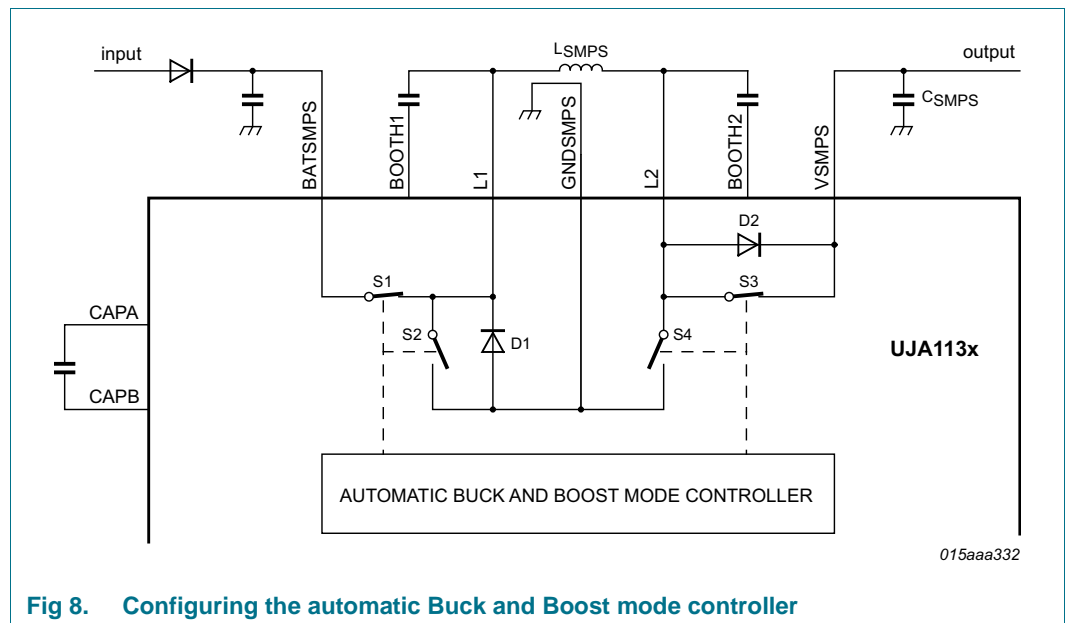 input
LSMPS
output
CSMPS
BATSMPS
BOOTH1
L1
GNDSMPS
L2
BOOTH2
VSMPS
D2
S1
S3
CAPA
S2
D1
S4
UJA113x
CAPB
AUTOMATIC BUCK AND BOOST MODE CONTROLLER
015aaa332
Fig 8. Configuring the automatic Buck and Boost mode controller